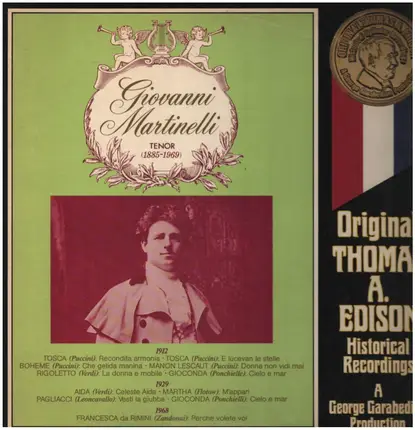 Giovanni
Martinelli
TENOR
(1885-1969)
1912
TOSCA (Puccini): Recondita armonia · TOSCA (Puccini): E lucevan le stelle
BOHEME (Puccini): Che gelida manina · MANON LESCAUT (Puccini): Donna non vidi mai
RIGOLETTO (Verdi): La donna e mobile · GIOCONDA (Ponchielli): Cielo e mar
1929
AIDA (Verdi): Celeste Aida · MARTHA (Flotow): M'appari
PAGLIACCI (Leoncavallo): Vesti la giubba · GIOCONDA (Ponchielli): Cielo e mar
1968
FRANCESCA da RIMINI (Zandonai): Perche volete voi
Origina
THOMA
A.
EDISON
Historical
Recordings
A
George Garabedi
Production